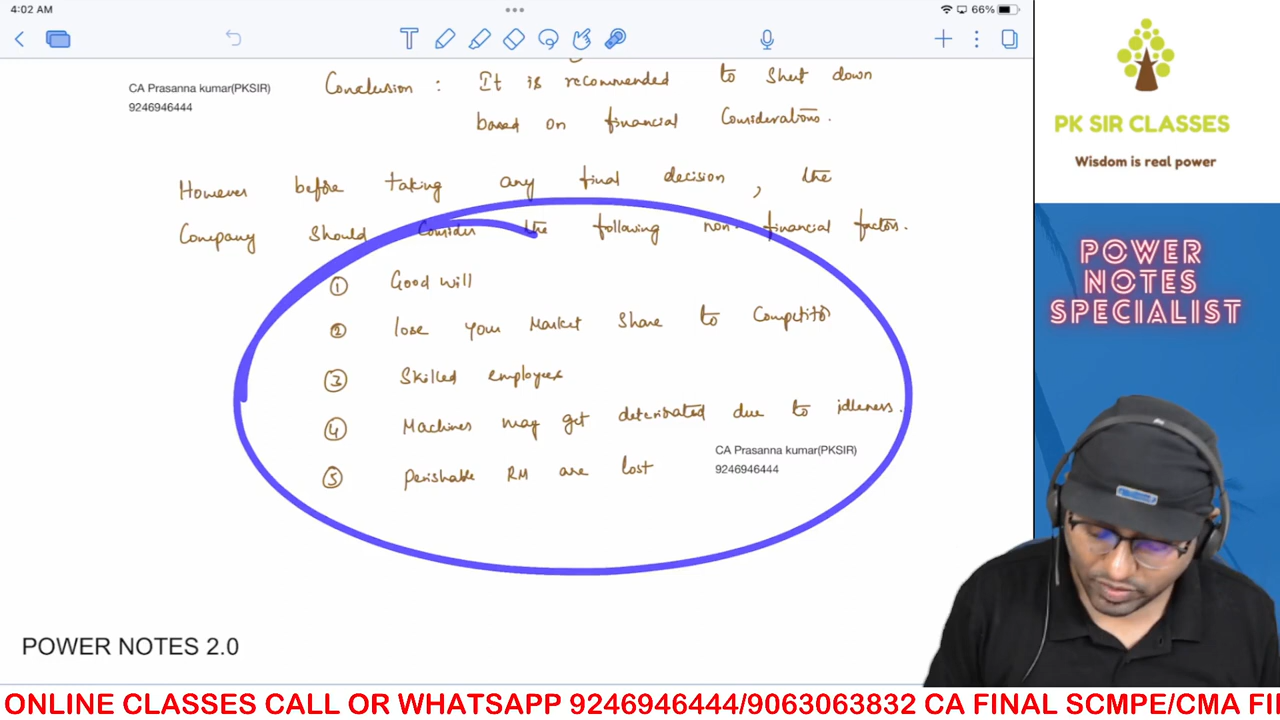 4:02 AM
66%
CA Prasanna kumar(PKSIR)
9246946444
Conclusion : It is recommended to Shut down
based on financial Considerations.
However before taking any final decision, the
Company should Consider the following non-financial factors.
① Good will
② lose your Market Share to Competitor
③ Skilled employees
④ Machines may get deteriorated due to idleness.
⑤ Perishable RM are lost
CA Prasanna kumar(PKSIR)
9246946444
POWER NOTES 2.0
PK SIR CLASSES
Wisdom is real power
POWER
NOTES
SPECIALIST
ONLINE CLASSES CALL OR WHATSAPP 9246946444/9063063832 CA FINAL SCMPE/CMA FI